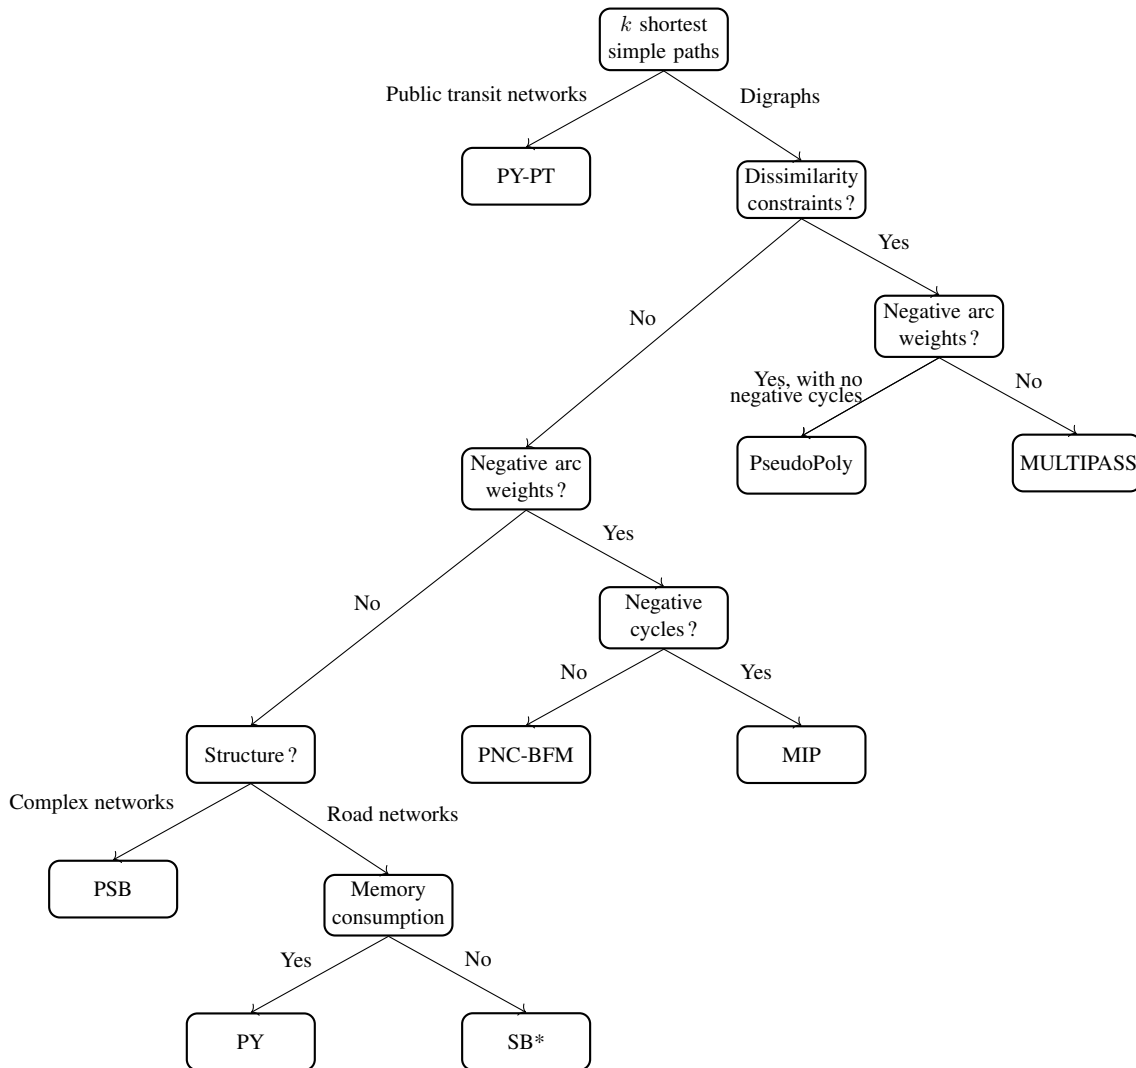 k shortest
simple paths
Public transit networks
Digraphs
PY-PT
Dissimilarity
constraints ?
Yes
No
Negative arc
weights ?
Yes, with no
negative cycles
No
PseudoPoly
MULTIPASS
Negative arc
weights ?
Yes
No
Negative
cycles ?
No
Yes
Structure ?
PNC-BFM
MIP
Complex networks
Road networks
PSB
Memory
consumption
Yes
No
PY
SB*